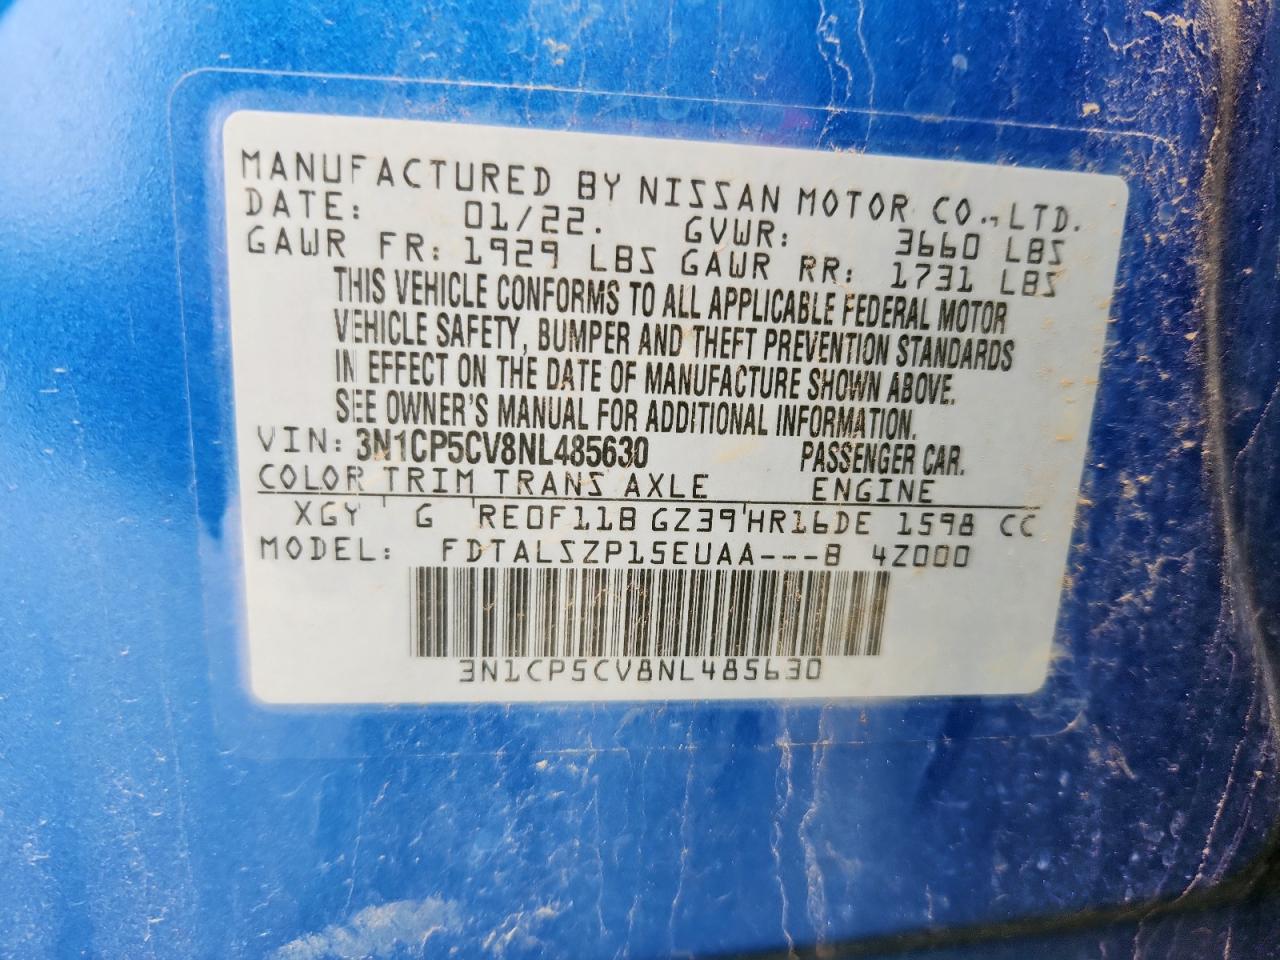 MANUFACTURED BY NISSAN MOTOR CO.,LTD.
DATE: 01/22. GVWR: 3660 LBS
GAWR FR: 1929 LBS GAWR RR: 1731 LBS
THIS VEHICLE CONFORMS TO ALL APPLICABLE FEDERAL MOTOR
VEHICLE SAFETY, BUMPER AND THEFT PREVENTION STANDARDS
IN EFFECT ON THE DATE OF MANUFACTURE SHOWN ABOVE.
SEE OWNER'S MANUAL FOR ADDITIONAL INFORMATION.
VIN: 3N1CP5CV8NL485630 PASSENGER CAR.
COLOR TRIM TRANS AXLE ENGINE
XGY ' G 'RE0F11B GZ39'HR16DE 1598 CC
MODEL: FDTALSZP15EUAA---B 4Z000
3N1CP5CV8NL485630